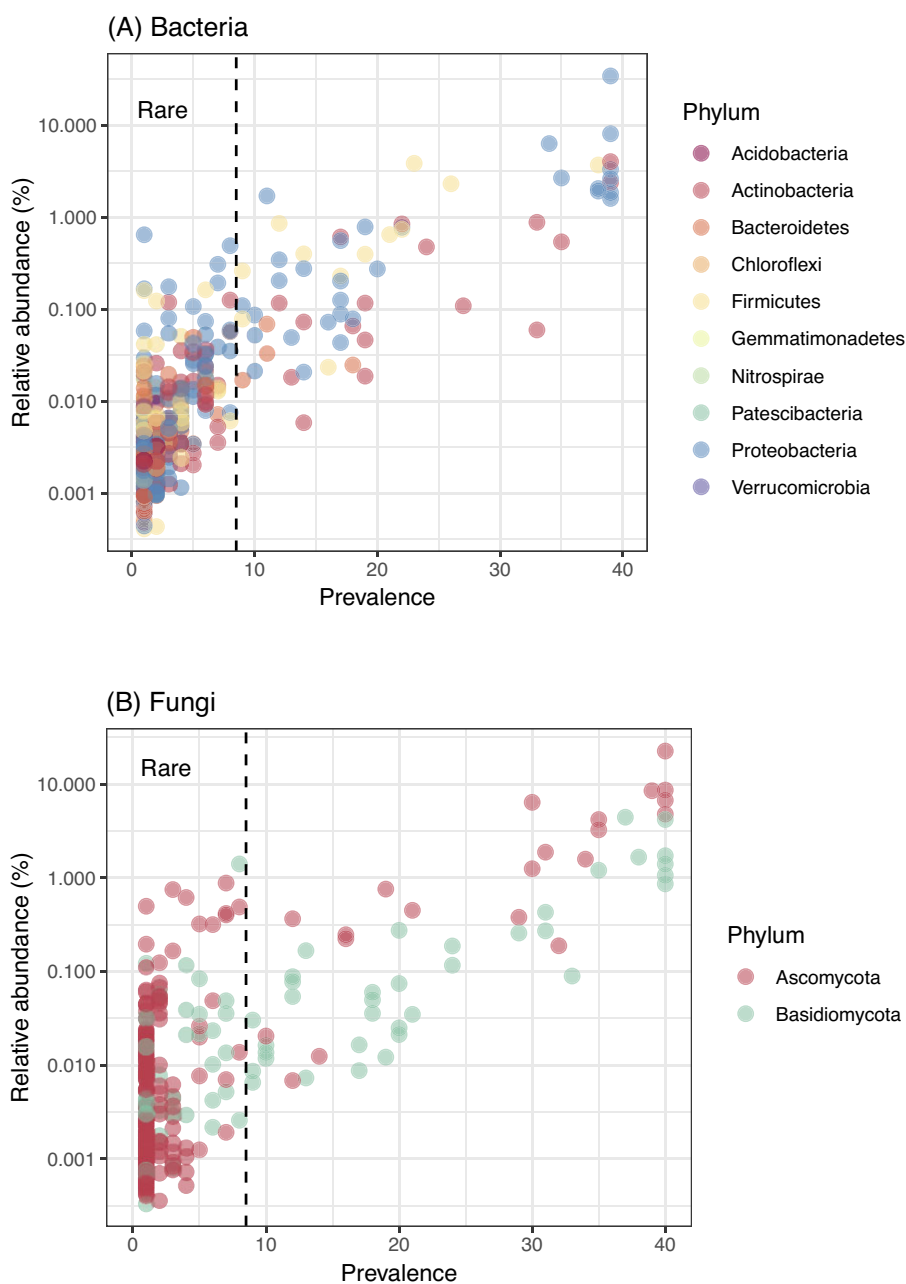 (A) Bacteria
Rare
10.000
1.000
0.100
0.010
0.001
Relative abundance (%)
0 10 20 30 40
Prevalence
Phylum
Acidobacteria
Actinobacteria
Bacteroidetes
Chloroflexi
Firmicutes
Gemmatimonadetes
Nitrospirae
Patescibacteria
Proteobacteria
Verrucomicrobia
(B) Fungi
Rare
10.000
1.000
0.100
0.010
0.001
Relative abundance (%)
0 10 20 30 40
Prevalence
Phylum
Ascomycota
Basidiomycota